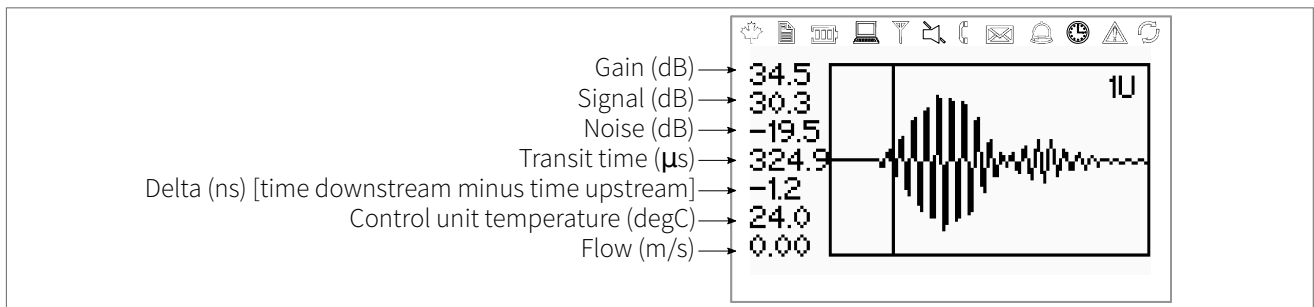 Gain (dB) 34.5 1U
Signal (dB) 30.3
Noise (dB) -19.5
Transit time (µs) 324.9
Delta (ns) [time downstream minus time upstream] -1.2
Control unit temperature (degC) 24.0
Flow (m/s) 0.00